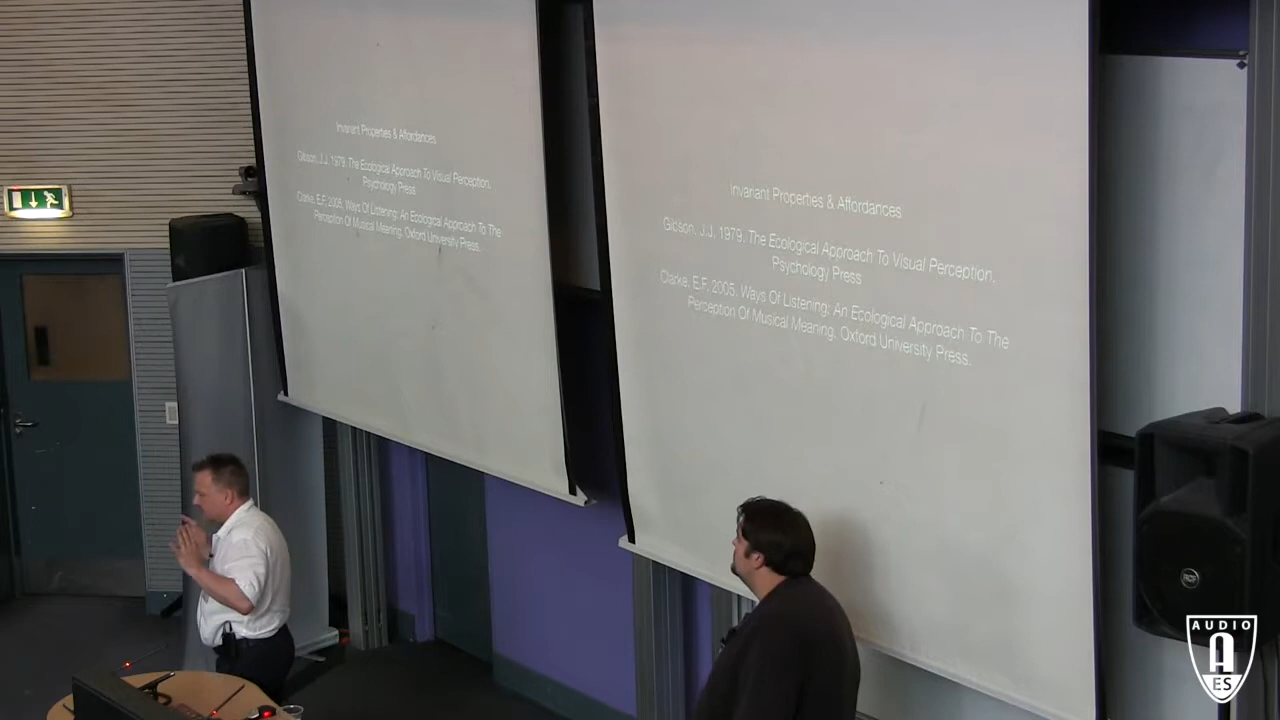 Invariant Properties & Affordances
Gibson, J.J. 1979. The Ecological Approach To Visual Perception.
Psychology Press
Clarke, E.F. 2005. Ways Of Listening: An Ecological Approach To The
Perception Of Musical Meaning. Oxford University Press.
Invariant Properties & Affordances
Gibson, J.J. 1979. The Ecological Approach To Visual Perception.
Psychology Press
Clarke, E.F. 2005. Ways Of Listening: An Ecological Approach To The
Perception Of Musical Meaning. Oxford University Press.
RCF
AUDIO
A
ES